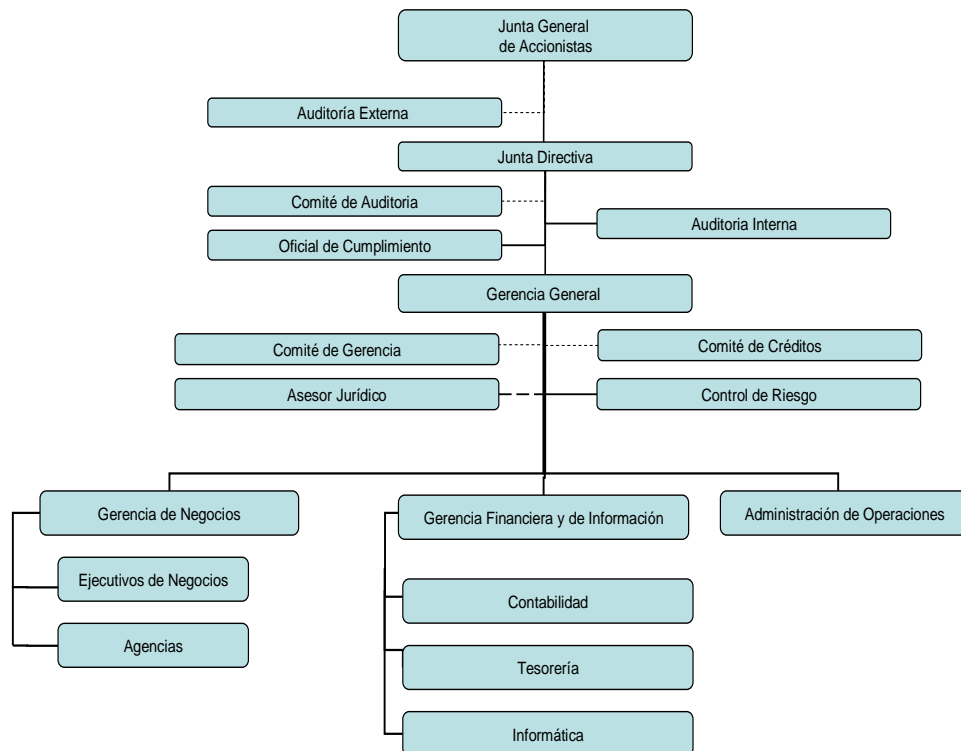 Junta General
de Accionistas
Auditoría Externa
Junta Directiva
Comité de Auditoria
Auditoria Interna
Oficial de Cumplimiento
Gerencia General
Comité de Gerencia
Comité de Créditos
Asesor Jurídico
Control de Riesgo
Gerencia de Negocios
Gerencia Financiera y de Información
Administración de Operaciones
Ejecutivos de Negocios
Contabilidad
Agencias
Tesorería
Informática